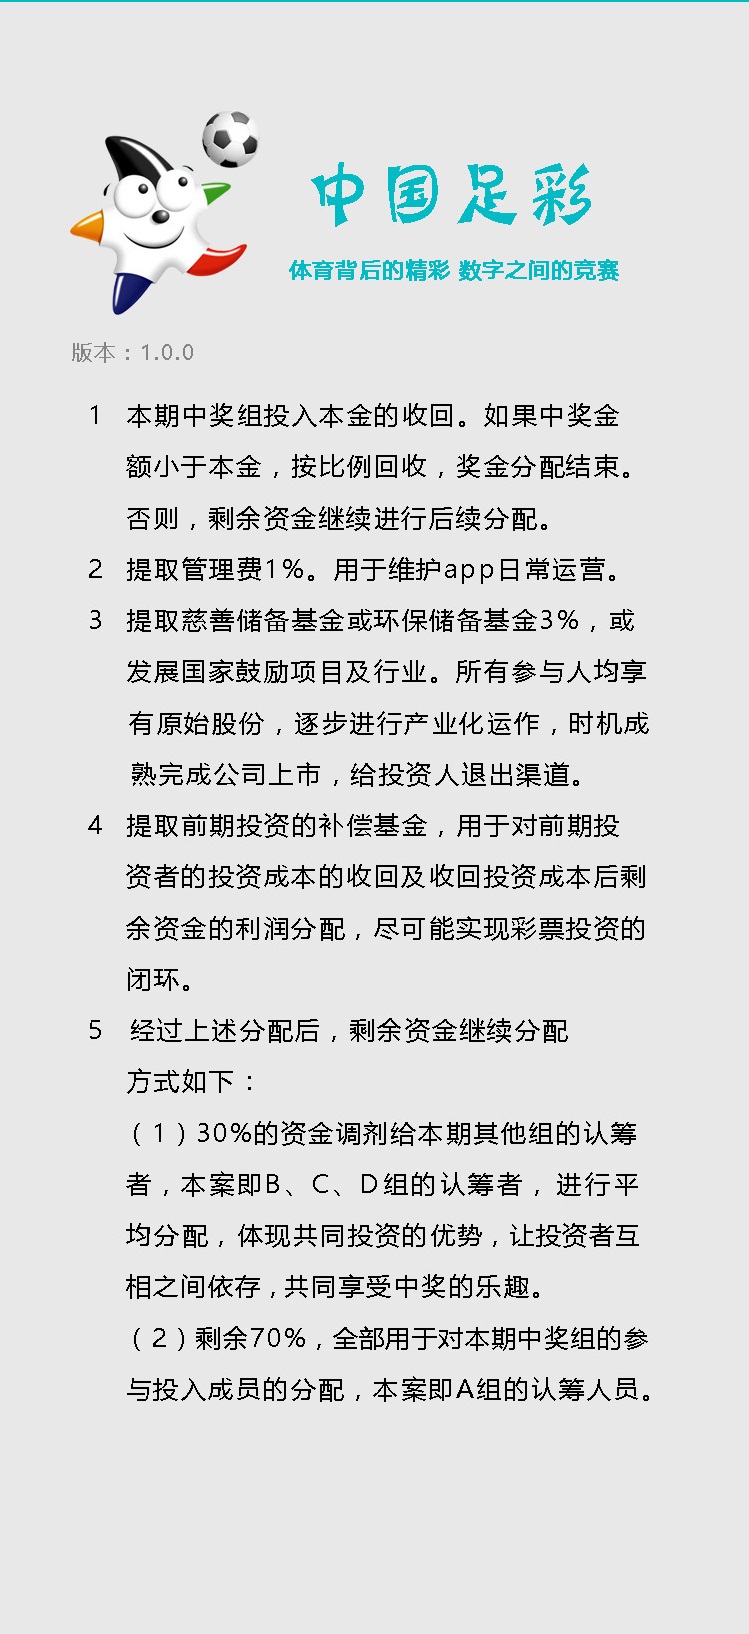 中国足彩
体育背后的精彩 数字之间的竞赛
版本：1.0.0
1 本期中奖组投入本金的收回。如果中奖金
额小于本金，按比例回收，奖金分配结束。
否则，剩余资金继续进行后续分配。
2 提取管理费1%。用于维护app日常运营。
3 提取慈善储备基金或环保储备基金3%，或
发展国家鼓励项目及行业。所有参与人均享
有原始股份，逐步进行产业化运作，时机成
熟完成公司上市，给投资人退出渠道。
4 提取前期投资的补偿基金，用于对前期投
资者的投资成本的收回及收回投资成本后剩
余资金的利润分配，尽可能实现彩票投资的
闭环。
5 经过上述分配后，剩余资金继续分配
方式如下：
（1）30%的资金调剂给本期其他组的认筹
者，本案即B、C、D组的认筹者，进行平
均分配，体现共同投资的优势，让投资者互
相之间依存，共同享受中奖的乐趣。
（2）剩余70%，全部用于对本期中奖组的参
与投入成员的分配，本案即A组的认筹人员。